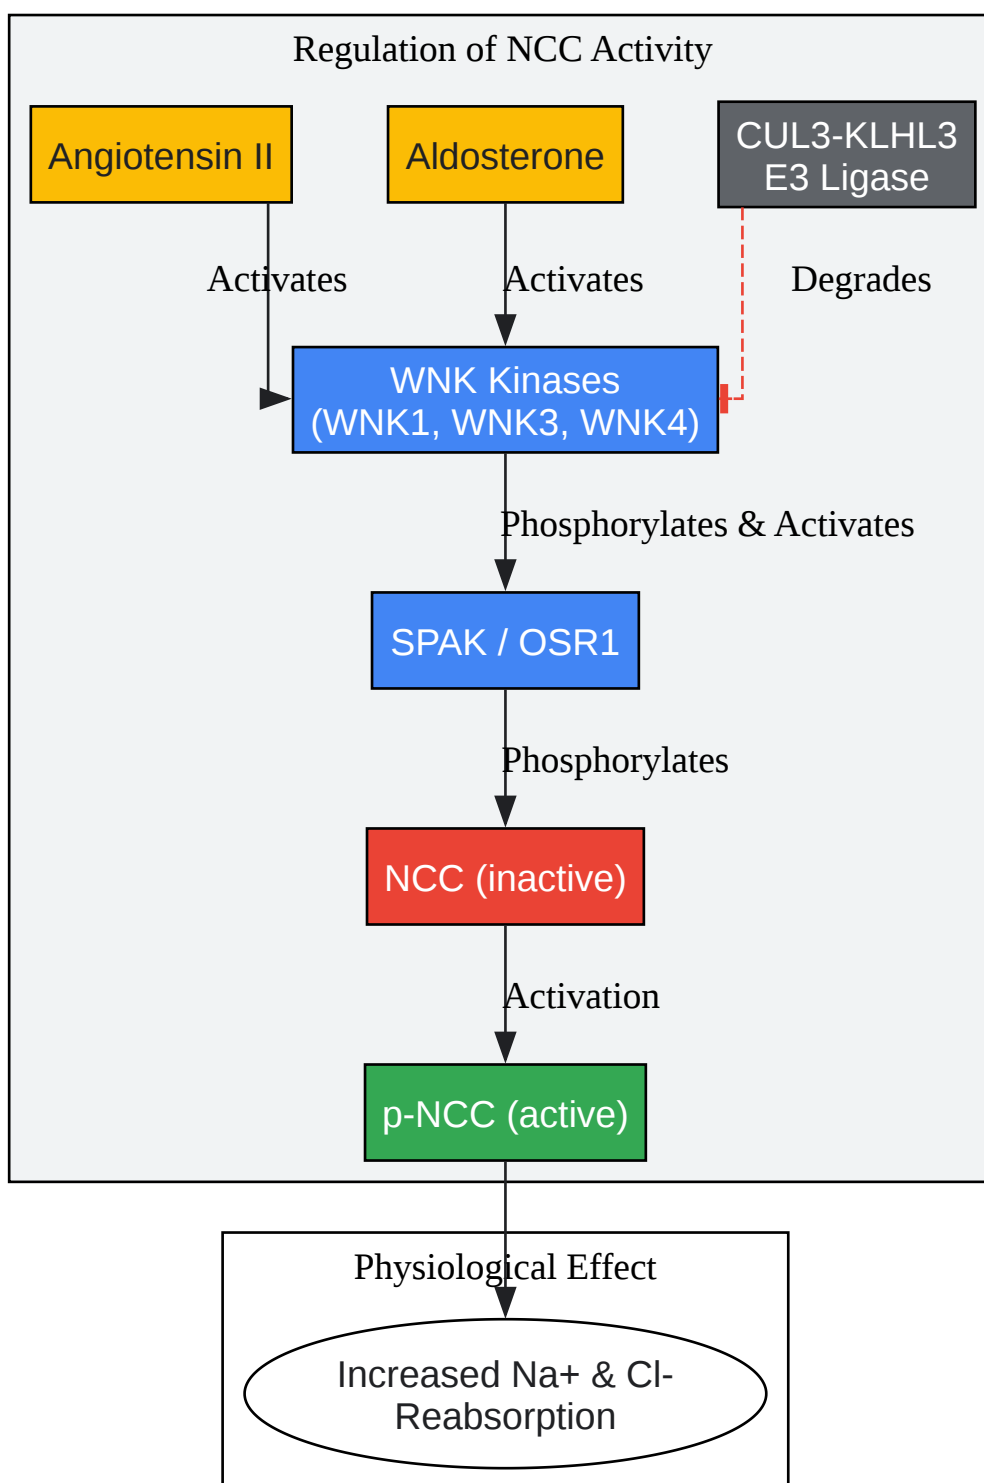 Regulation of NCC Activity
Angiotensin II
Aldosterone
CUL3-KLHL3
E3 Ligase
Activates
Activates
Degrades
WNK Kinases
(WNK1, WNK3, WNK4)
Phosphorylates & Activates
SPAK / OSR1
Phosphorylates
NCC (inactive)
Activation
p-NCC (active)
Physiological Effect
Increased Na+ & Cl-
Reabsorption